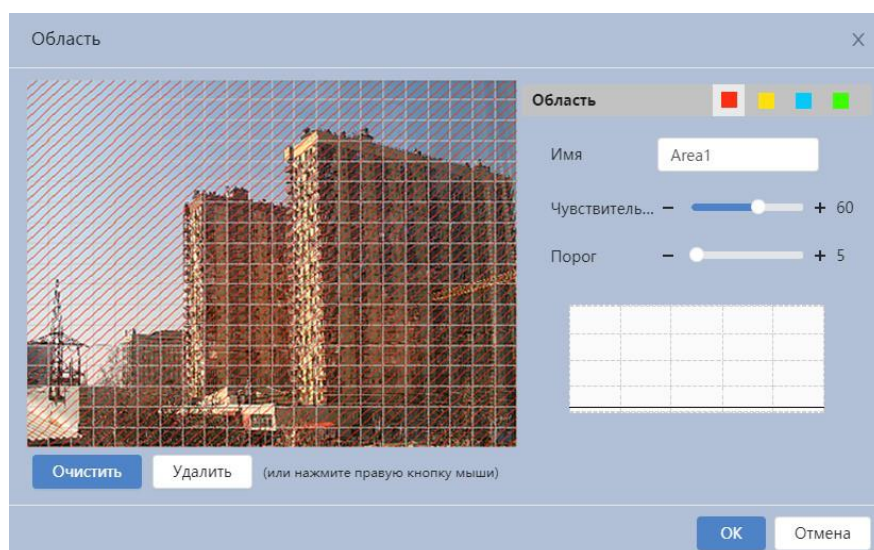 Область
Область
Имя
Area1
Чувствитель...
60
Порог
5
Очистить
Удалить
(или нажмите правую кнопку мыши)
OK
Отмена